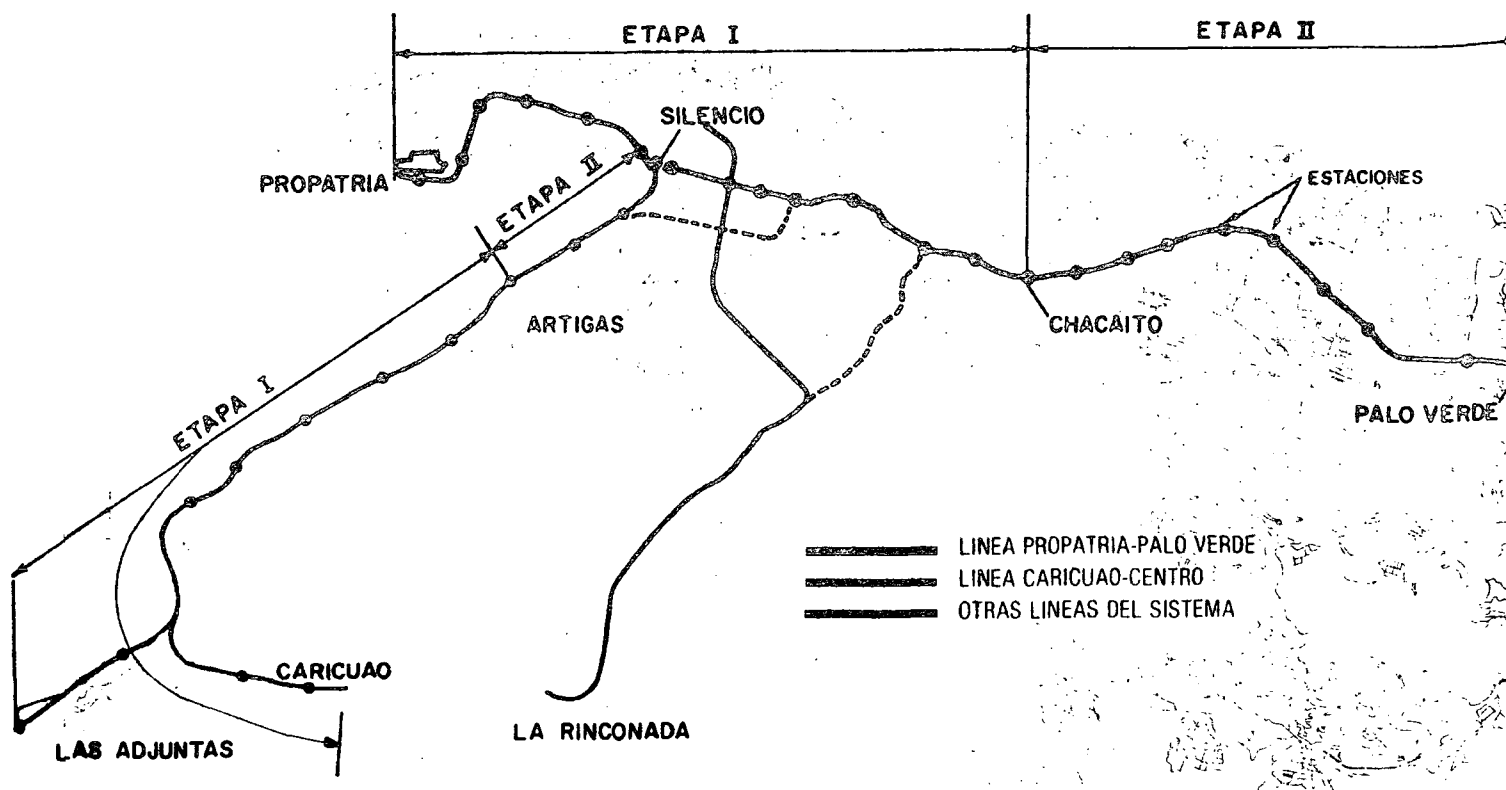 ETAPA I
ETAPA II
SILENCIO
PROPATRIA
ETAPA II
ESTACIONES
ARTIGAS
CHACAITO
ETAPA I
PALO VERDE
LINEA PROPATRIA-PALO VERDE
LINEA CARICUAO-CENTRO
OTRAS LINEAS DEL SISTEMA
CARICUAO
LA RINCONADA
LAS ADJUNTAS